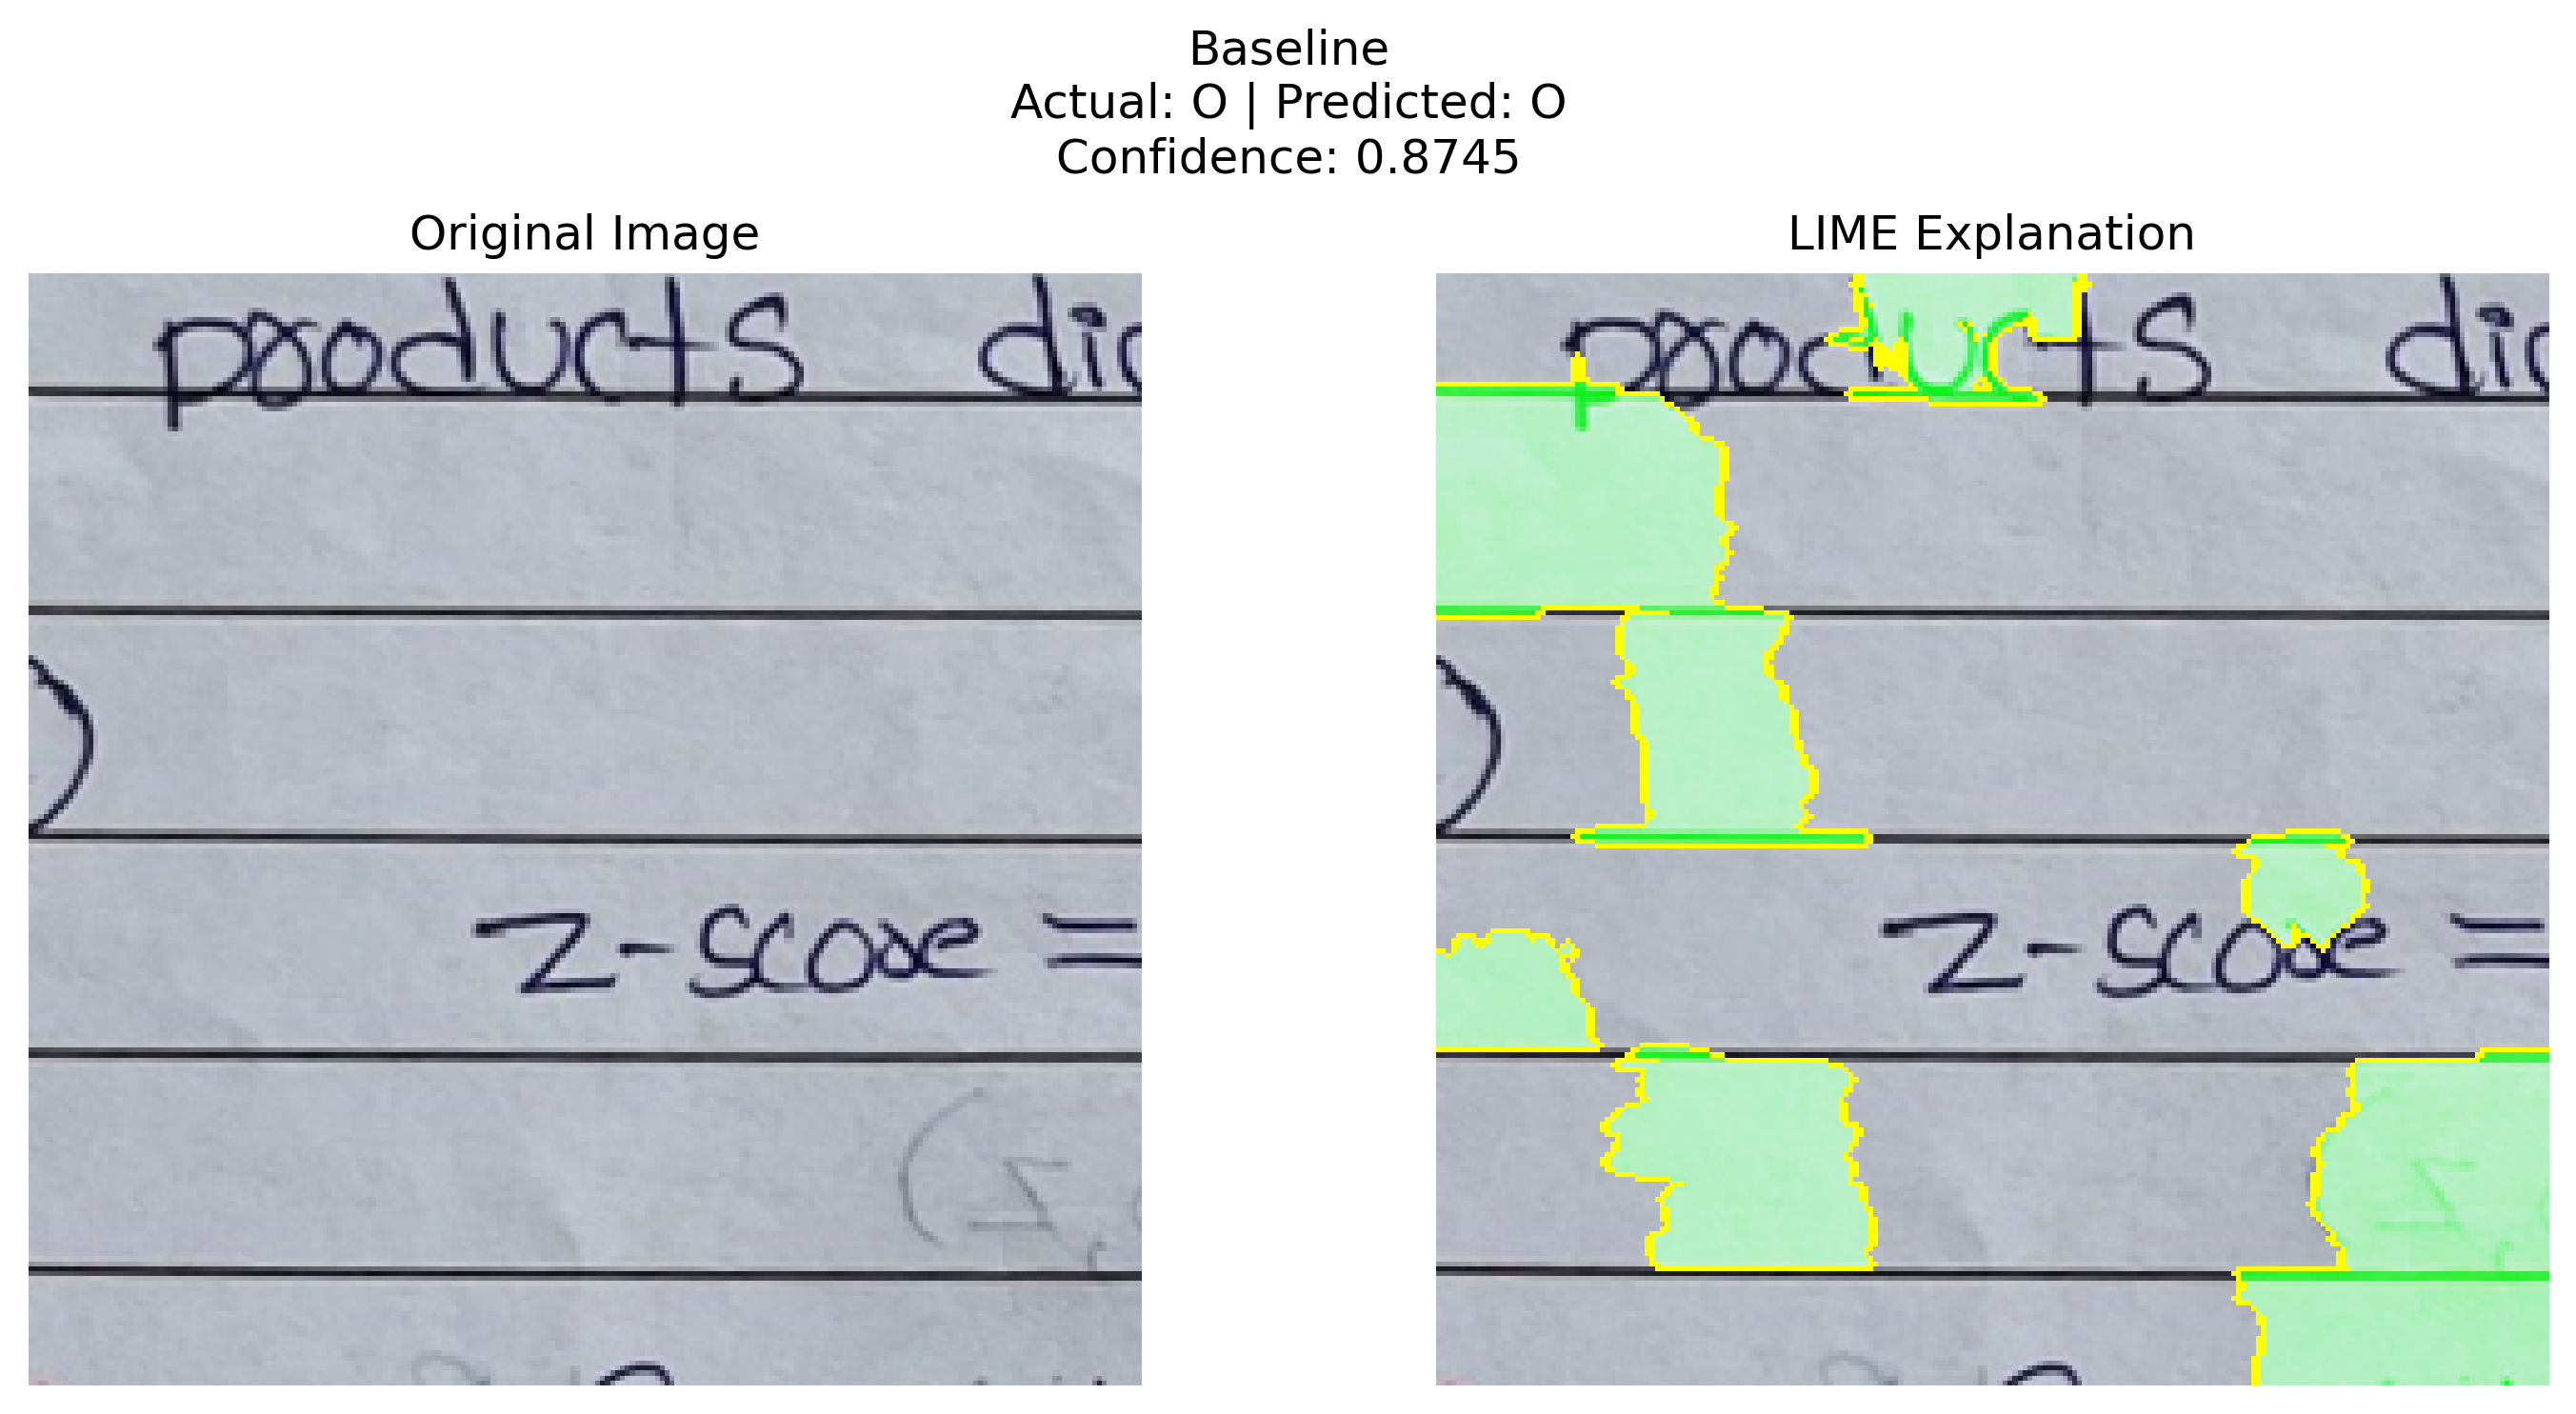 Baseline
Actual: O | Predicted: O
Confidence: 0.8745
Original Image
LIME Explanation
products
products
z-score =
z-score =